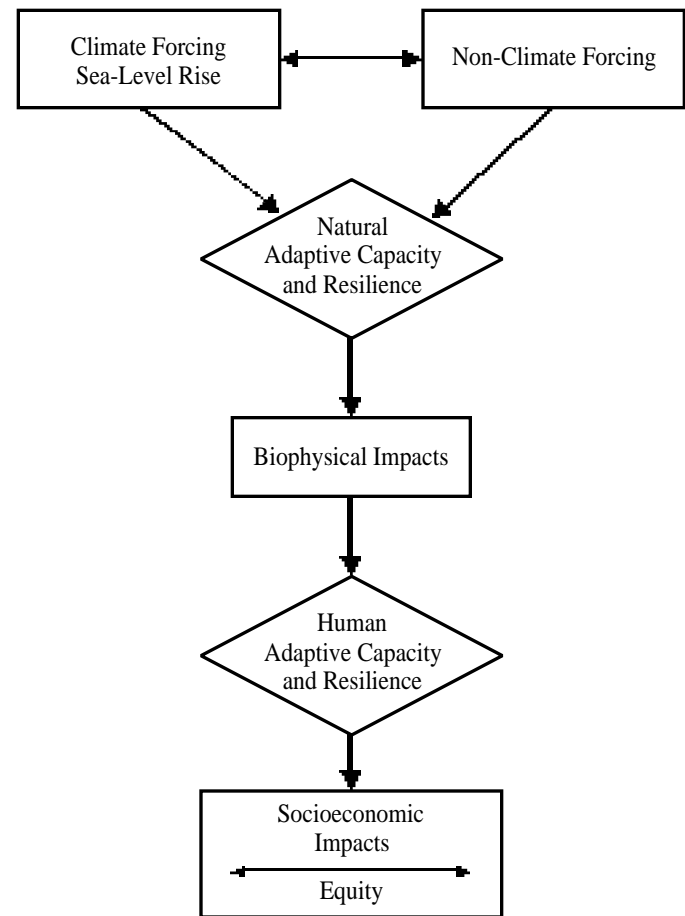 Climate Forcing
Sea-Level Rise
Non-Climate Forcing
Natural
Adaptive Capacity
and Resilience
Biophysical Impacts
Human
Adaptive Capacity
and Resilience
Socioeconomic
Impacts
Equity